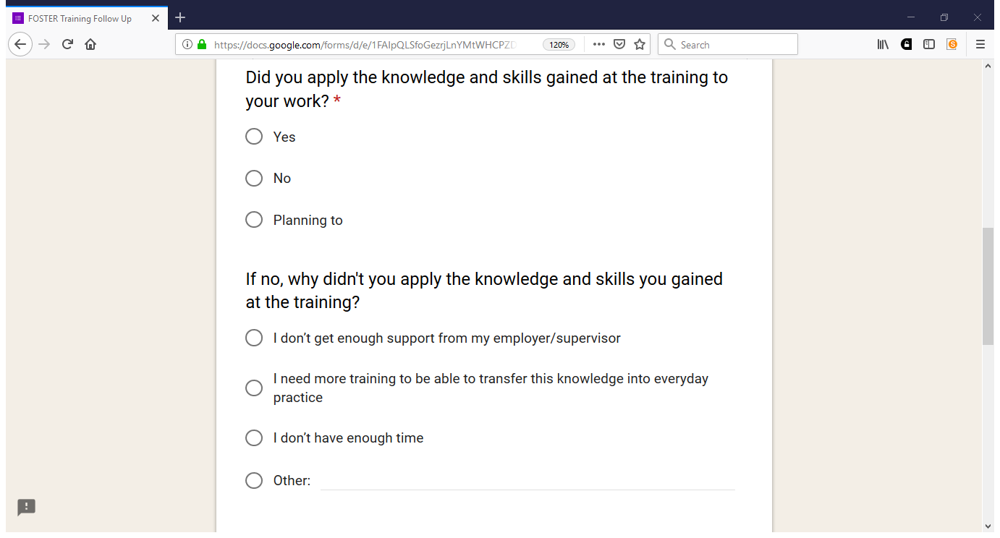 FOSTER Training Follow Up
https://docs.google.com/forms/d/e/1FAIpQLSfoGezrjLnYMtWHCPZD
120%
Search
Did you apply the knowledge and skills gained at the training to
your work? *
Yes
No
Planning to
If no, why didn't you apply the knowledge and skills you gained
at the training?
I don’t get enough support from my employer/supervisor
I need more training to be able to transfer this knowledge into everyday
practice
I don’t have enough time
Other: